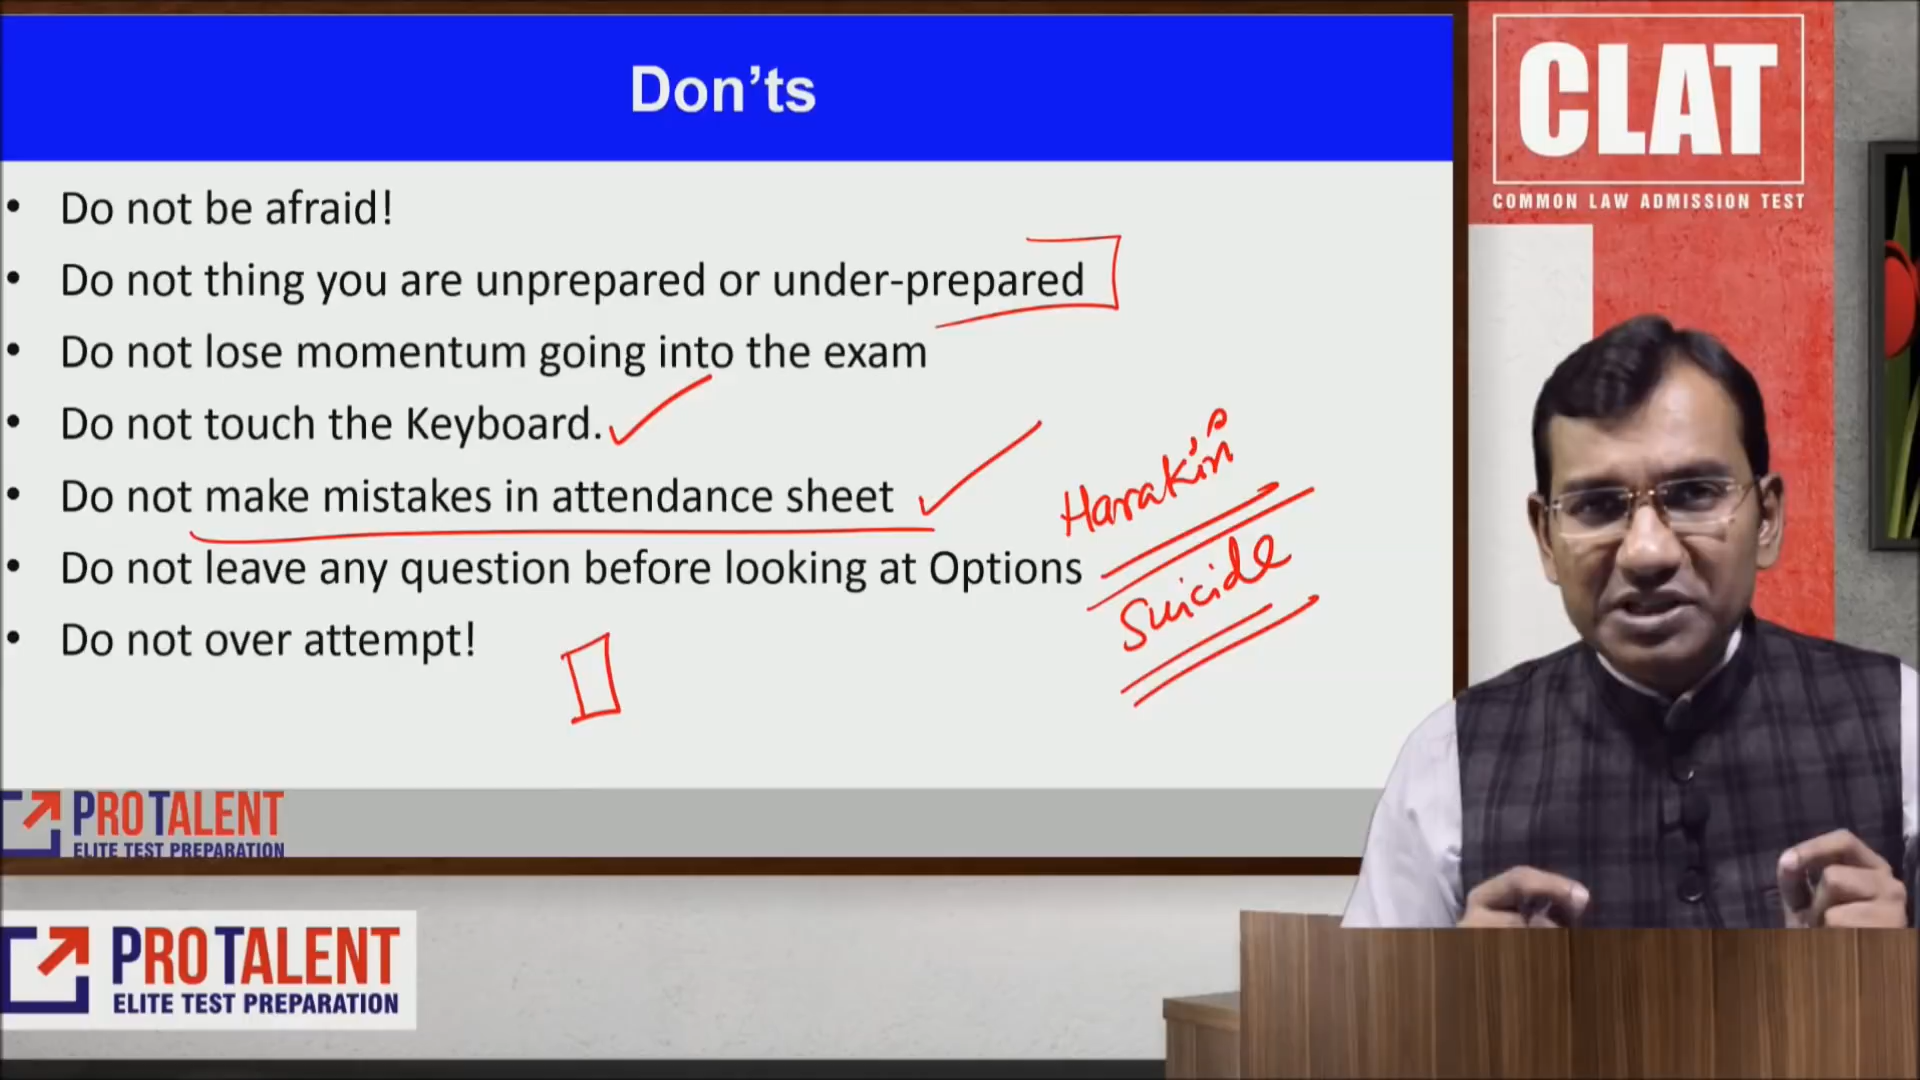 Don’ts
• Do not be afraid!
• Do not thing you are unprepared or under-prepared
• Do not lose momentum going into the exam
• Do not touch the Keyboard.
• Do not make mistakes in attendance sheet
• Do not leave any question before looking at Options
• Do not over attempt!
Harakiri
Suicide
PROTALENT
ELITE TEST PREPARATION
CLAT
COMMON LAW ADMISSION TEST
PROTALENT
ELITE TEST PREPARATION